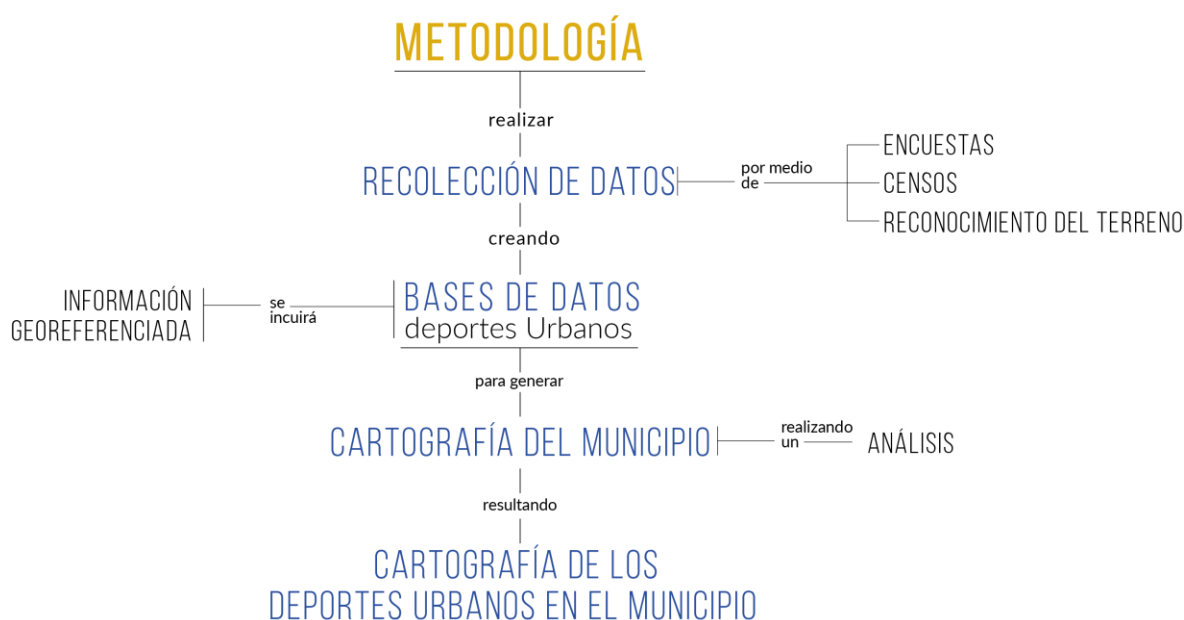 METODOLOGÍA
realizar
RECOLECCIÓN DE DATOS
por medio
de
ENCUESTAS
CENSOS
RECONOCIMIENTO DEL TERRENO
creando
BASES DE DATOS
deportes Urbanos
se
incuirá
INFORMACIÓN
GEOREFERENCIADA
para generar
CARTOGRAFÍA DEL MUNICIPIO
realizando
un
ANÁLISIS
resultando
CARTOGRAFÍA DE LOS
DEPORTES URBANOS EN EL MUNICIPIO